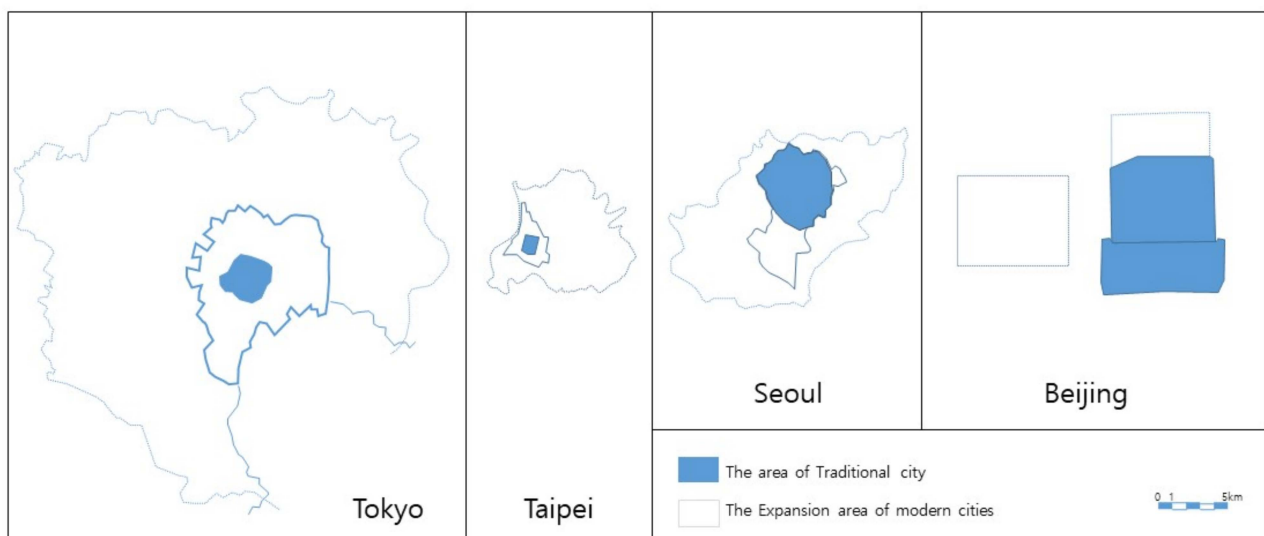 Tokyo
Taipei
Seoul
Beijing
The area of Traditional city
The Expansion area of modern cities
0 1 5km